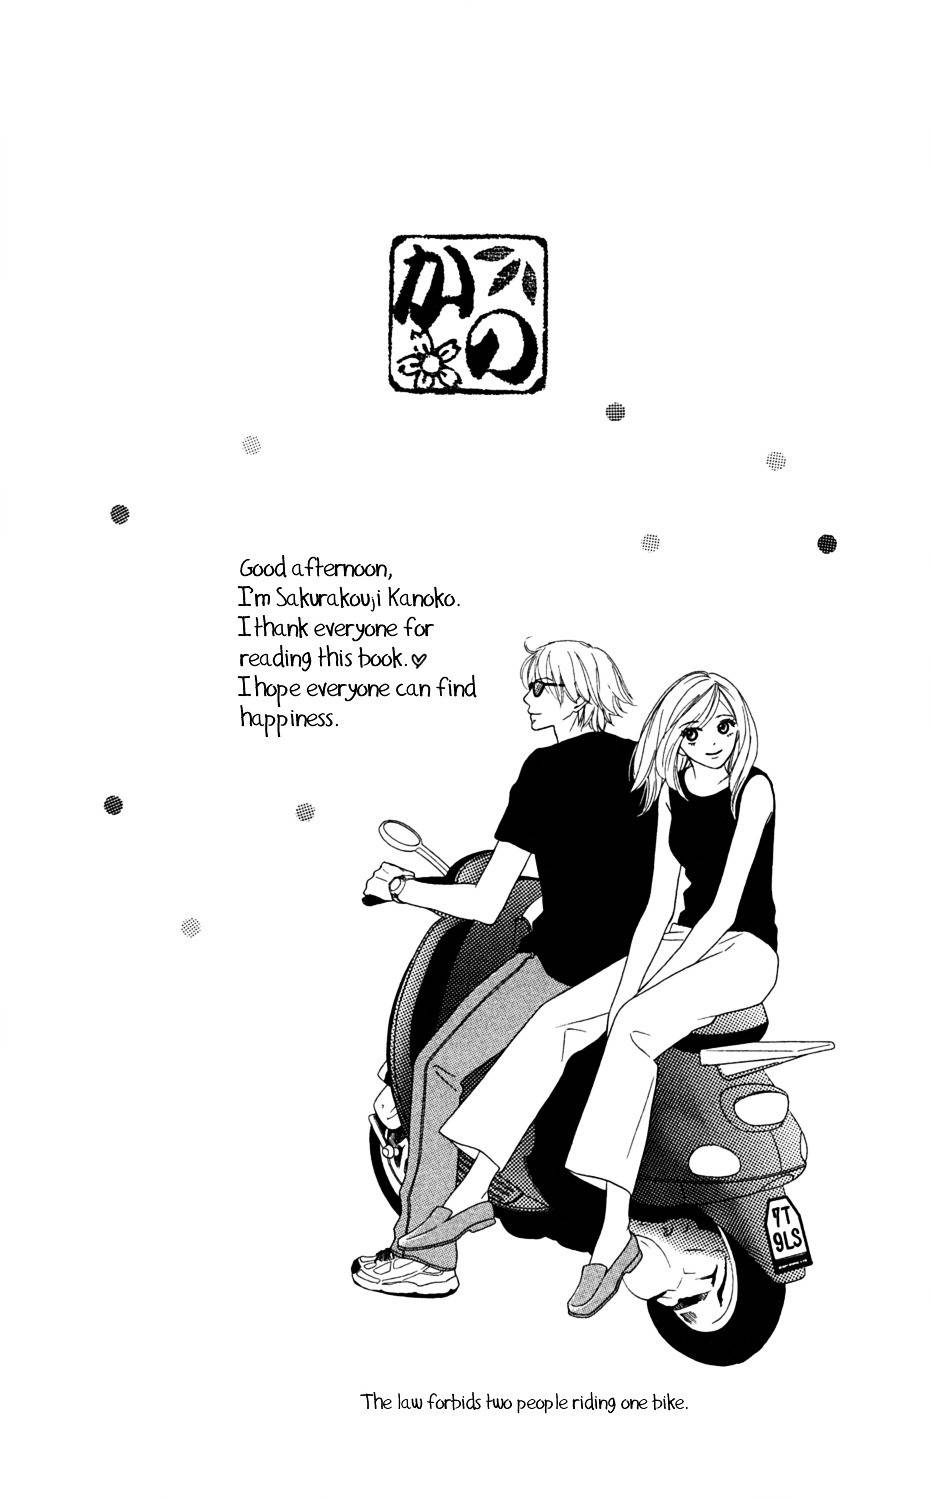 かの
Good afternoon,
I'm Sakurakouji Kanoko.
I thank everyone for
reading this book.♥
I hope everyone can find
happiness.
7T
9LS
The law forbids two people riding one bike.